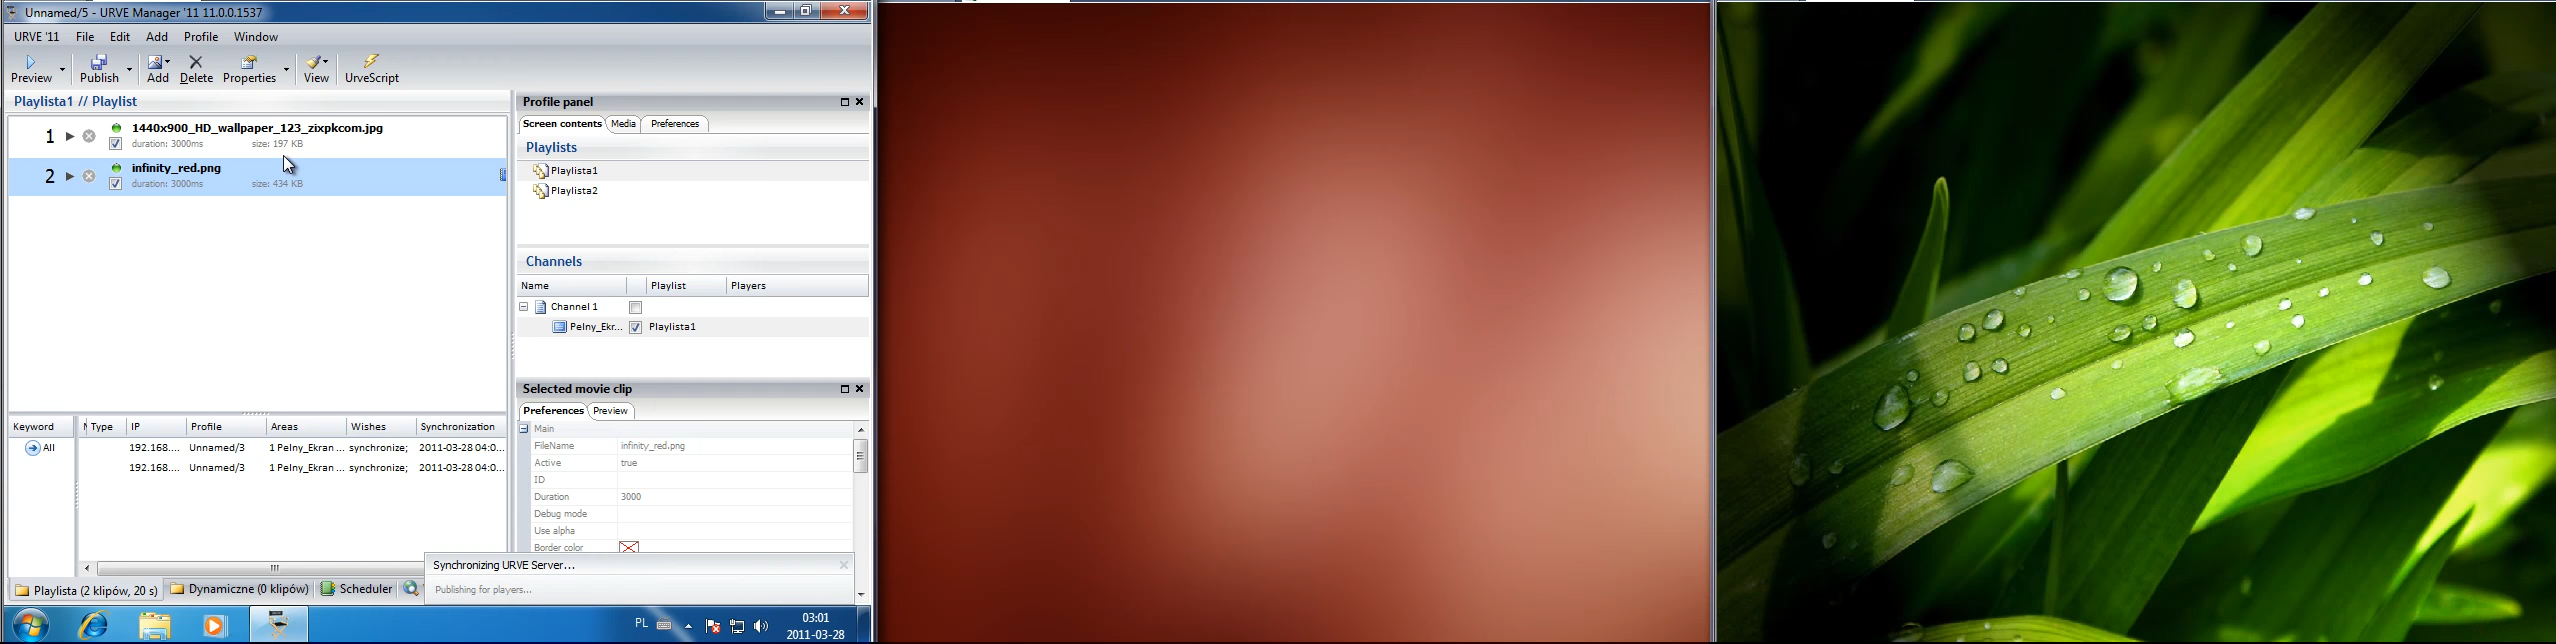 Unnamed/5 - URVE Manager '11 11.0.0.1537
URVE '11 File Edit Add Profile Window
Preview Publish Add Delete Properties View UrveScript
Playlista1 // Playlist
1 1440x900_HD_wallpaper_123_zixpkcom.jpg
duration: 3000ms size: 197 KB
2 infinity_red.png
duration: 3000ms size: 434 KB
Profile panel
Screen contents Media Preferences
Playlists
Playlista1
Playlista2
Channels
Name Playlist Players
Channel 1
Pelny_Ekr... Playlista1
Selected movie clip
Preferences Preview
Main
FileName infinity_red.png
Active true
ID
Duration 3000
Debug mode
Use alpha
Border color
Keyword Type IP Profile Areas Wishes Synchronization
All 192.168.... Unnamed/3 1 Pelny_Ekran ... synchronize; 2011-03-28 04:0...
192.168.... Unnamed/3 1 Pelny_Ekran ... synchronize; 2011-03-28 04:0...
Synchronizing URVE Server...
Publishing for players...
Playlista (2 klipów, 20 s) Dynamiczne (0 klipów) Scheduler
PL 03:01
2011-03-28